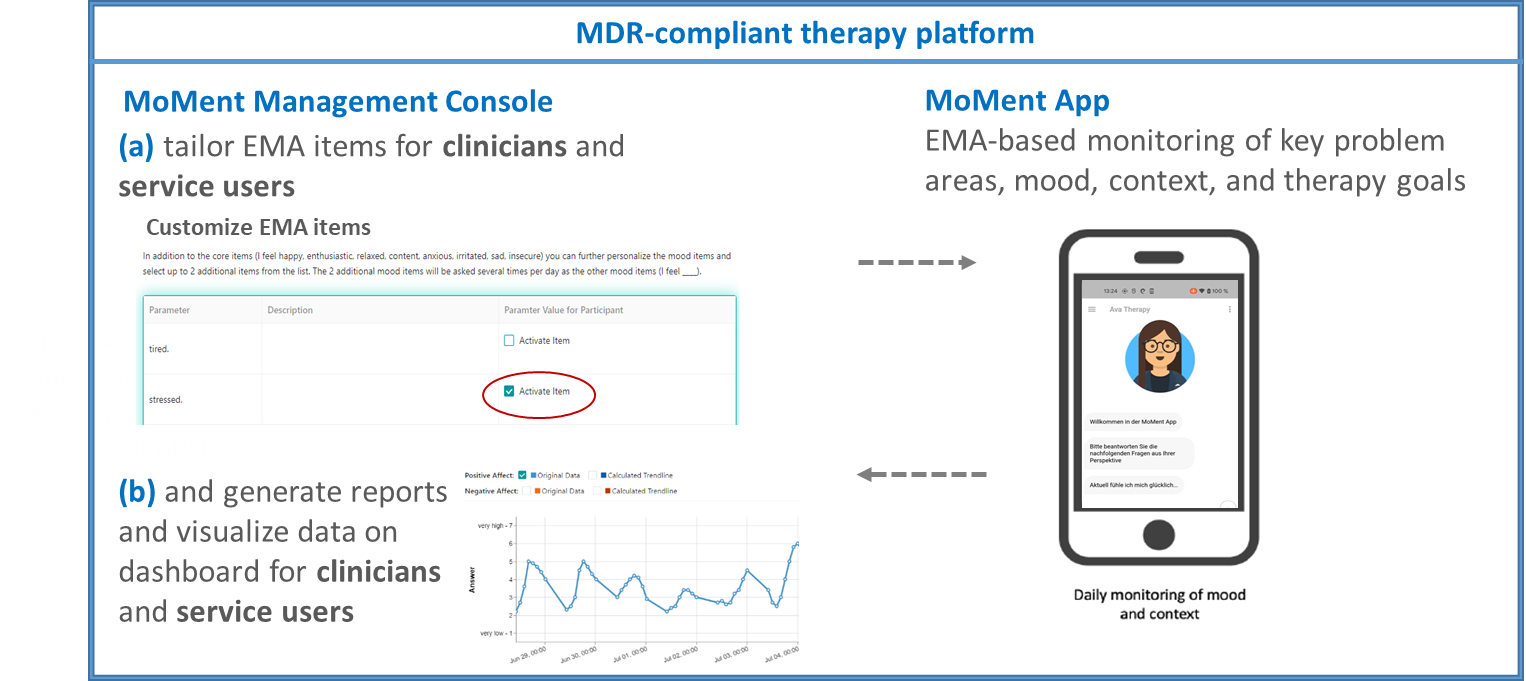 MDR-compliant therapy platform
MoMent Management Console
(a) tailor EMA items for clinicians and
service users
Customize EMA items
In addition to the core items (I feel happy, enthusiastic, relaxed, content, anxious, irritated, sad, insecure) you can further personalize the mood items and
select up to 2 additional items from the list. The 2 additional mood items will be asked several times per day as the other mood items (I feel ___).
Parameter Description Paramter Value for Participant
tired. Activate Item
stressed. Activate Item
(b) and generate reports
and visualize data on
dashboard for clinicians
and service users
Positive Affect: Original Data Calculated Trendline
Negative Affect: Original Data Calculated Trendline
Answer
very high - 7
6
5
4
3
2
very low - 1
Jun 29, 00:00 Jun 30, 00:00 Jul 01, 00:00 Jul 02, 00:00 Jul 03, 00:00 Jul 04, 00:00
MoMent App
EMA-based monitoring of key problem
areas, mood, context, and therapy goals
13:24 100 %
Ava Therapy
Willkommen in der MoMent App
Bitte beantworten Sie die
nachfolgenden Fragen aus Ihrer
Perspektive
Aktuell fühle ich mich glücklich...
Daily monitoring of mood
and context